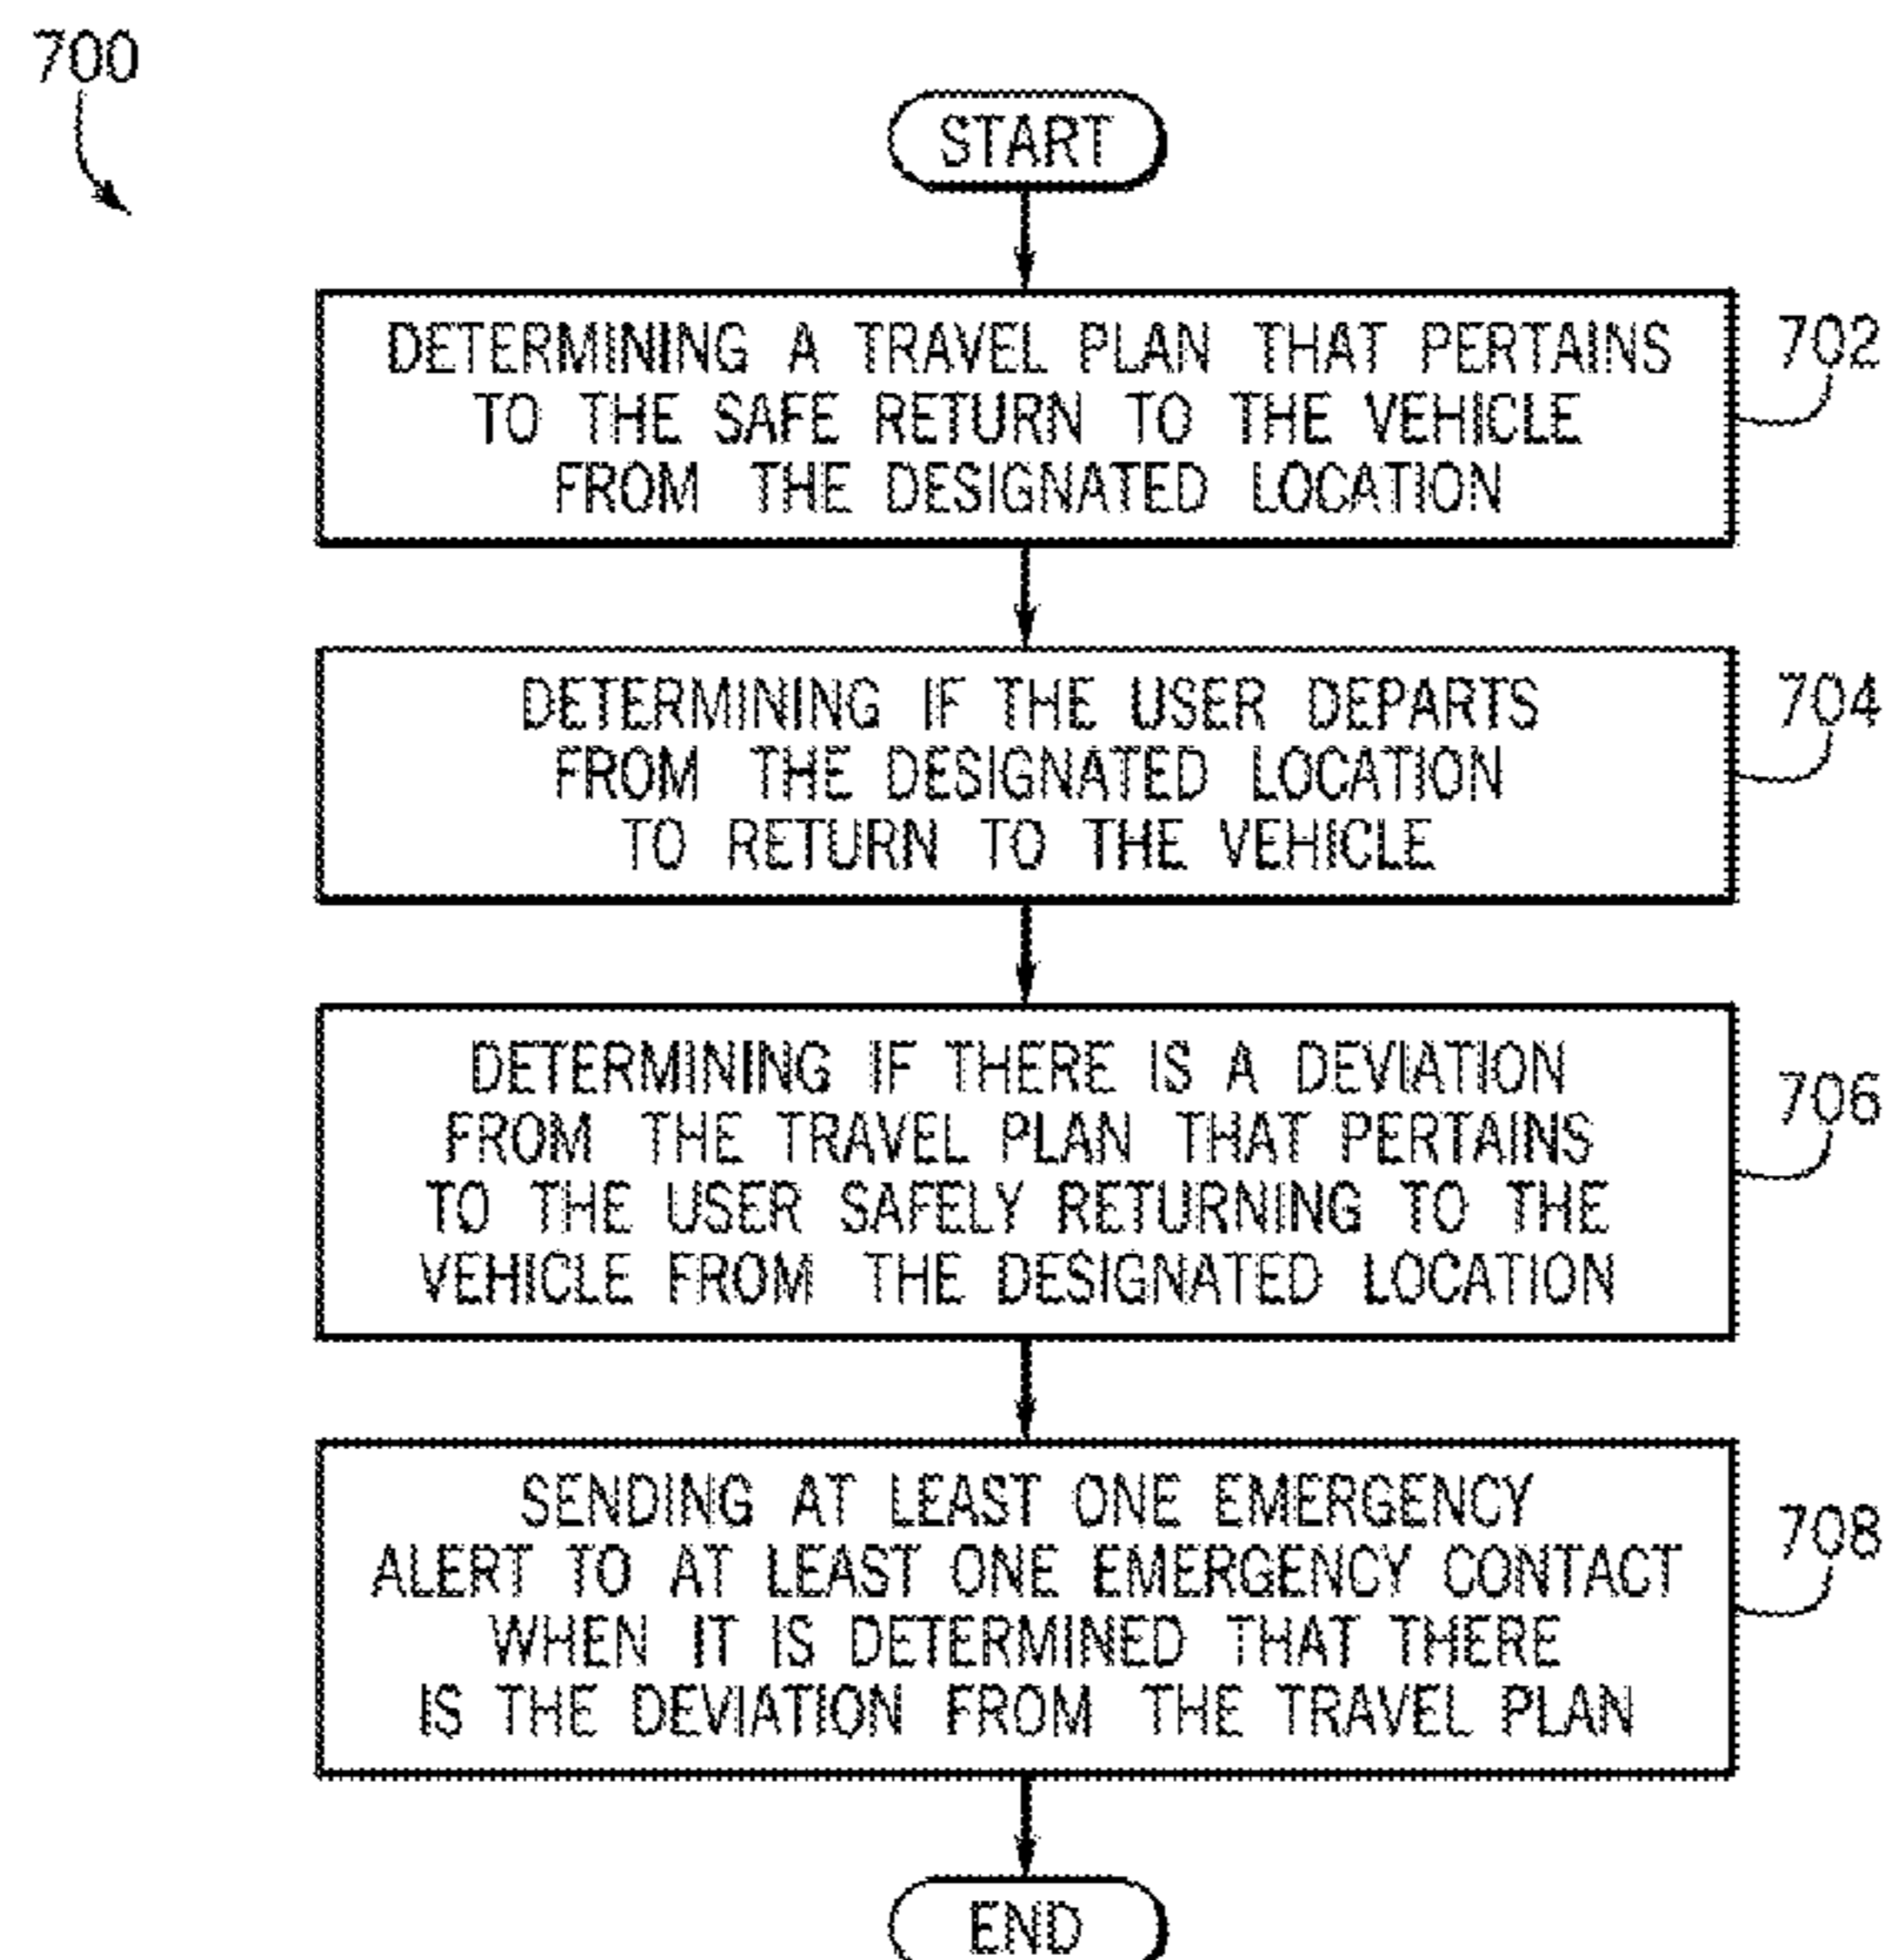 700
START
DETERMINING A TRAVEL PLAN THAT PERTAINS
TO THE SAFE RETURN TO THE VEHICLE
FROM THE DESIGNATED LOCATION
702
DETERMINING IF THE USER DEPARTS
FROM THE DESIGNATED LOCATION
TO RETURN TO THE VEHICLE
704
DETERMINING IF THERE IS A DEVIATION
FROM THE TRAVEL PLAN THAT PERTAINS
TO THE USER SAFELY RETURNING TO THE
VEHICLE FROM THE DESIGNATED LOCATION
706
SENDING AT LEAST ONE EMERGENCY
ALERT TO AT LEAST ONE EMERGENCY CONTACT
WHEN IT IS DETERMINED THAT THERE
IS THE DEVIATION FROM THE TRAVEL PLAN
708
END